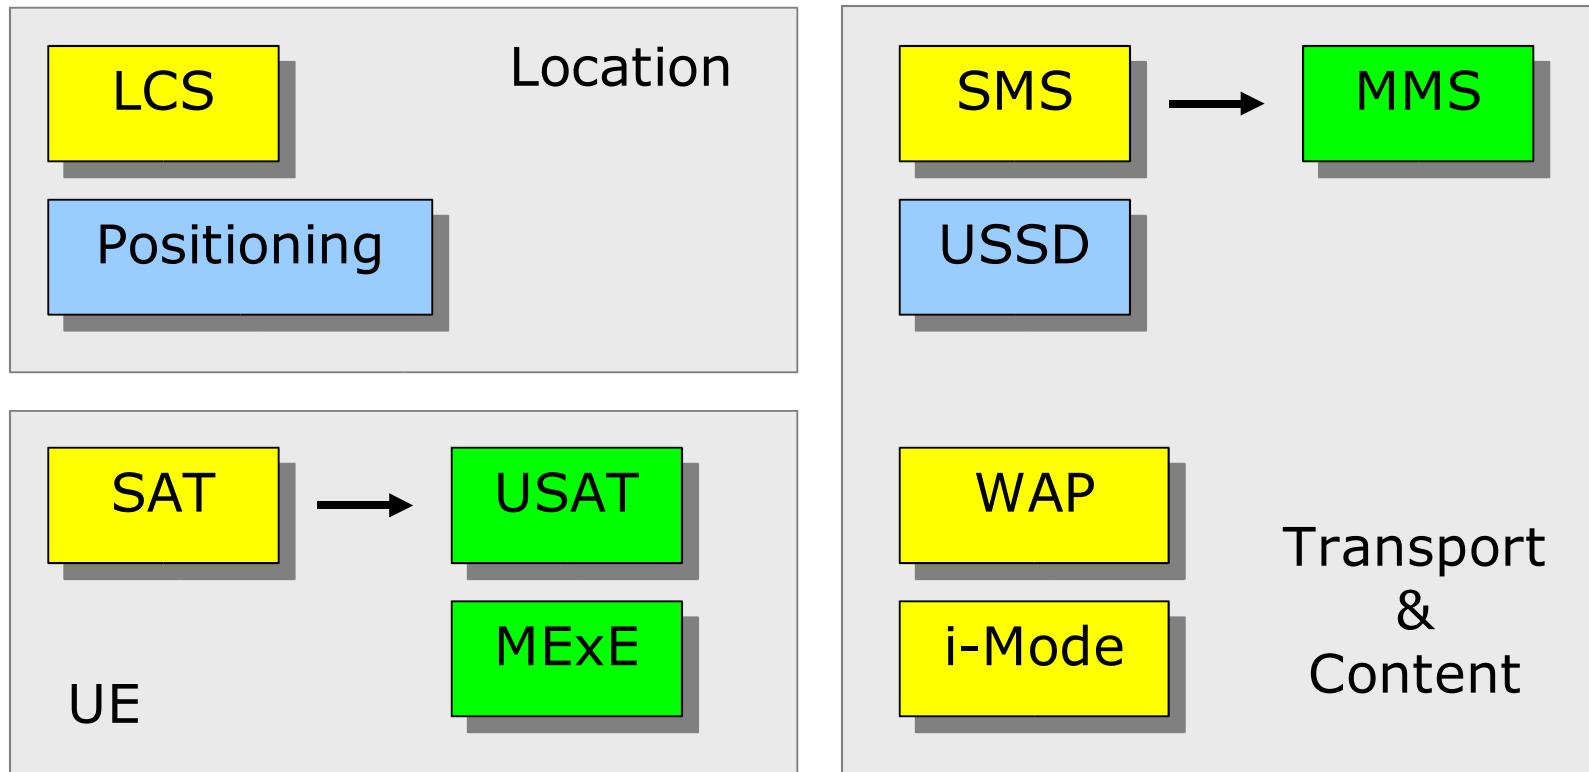 LCS
Location
Positioning
SAT
USAT
MExE
UE
SMS
MMS
USSD
WAP
i-Mode
Transport
&
Content